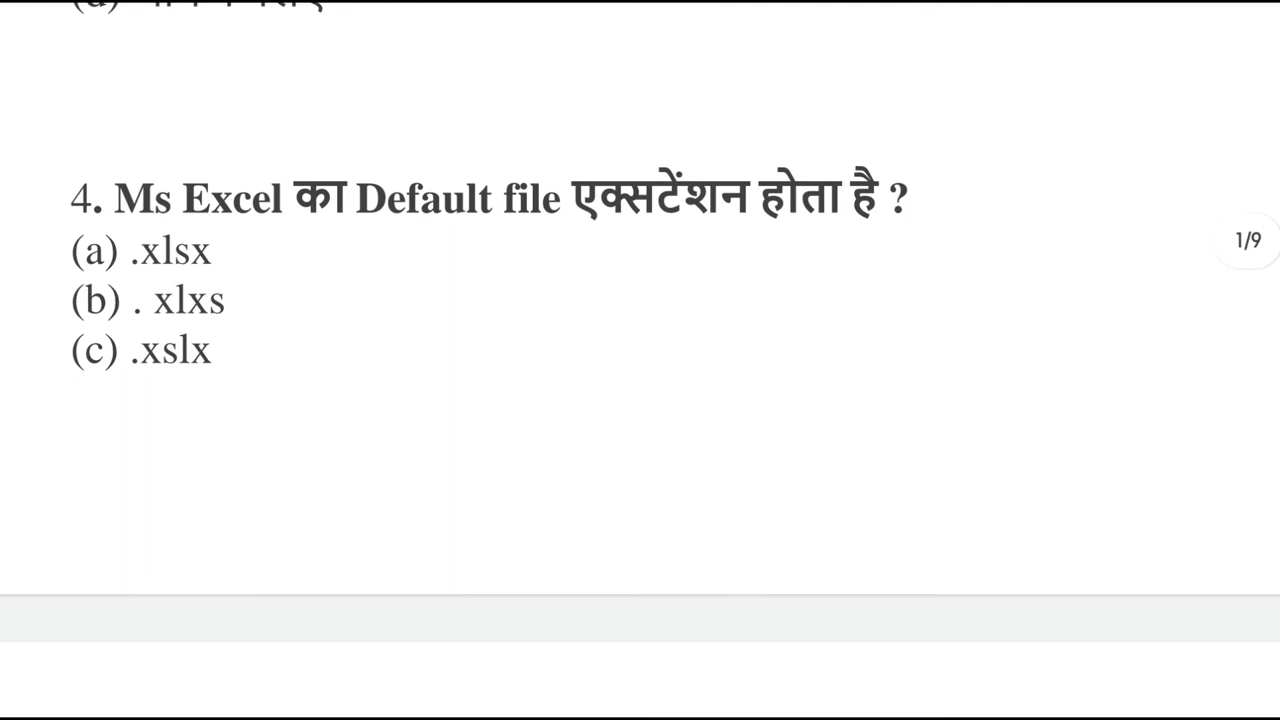 4. Ms Excel का Default file एक्सटेंशन होता है ?
(a) .xlsx
1/9
(b) . xlxs
(c) .xslx